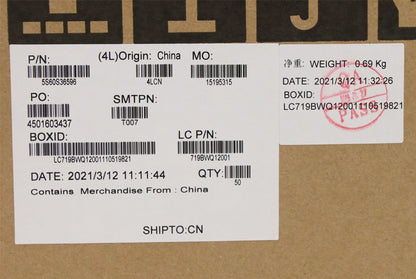 P/N: (4L)Origin: China MO:
5S60S36596 4LCN 15195315
PO: SMTPN:
4501603437 T007
BOXID: LC P/N:
LC719BWQ12001110519821 719BWQ12001
DATE: 2021/3/12 11:11:44 QTY:
50
Contains Merchandise From : China
SHIPTO:CN
净重: WEIGHT: 0.69 Kg
DATE: 2021/3/12 11:32:26
BOXID:
LC719BWQ12001110519821
QA
PASS